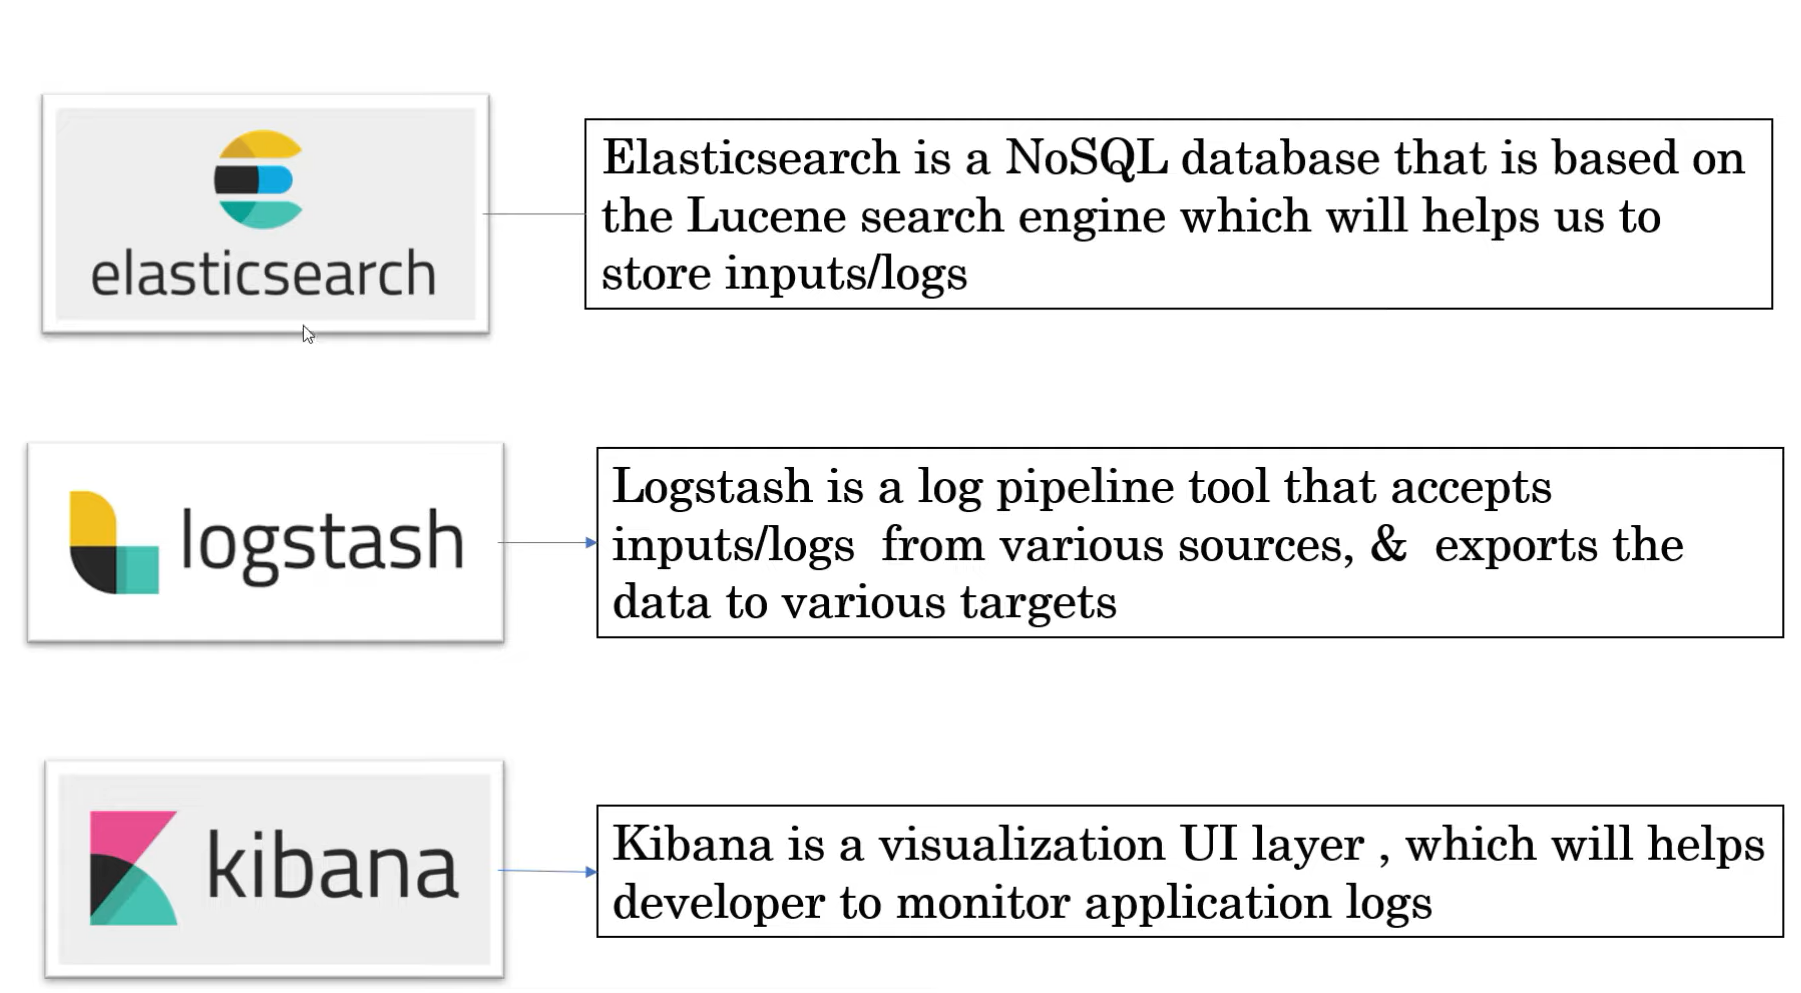 elasticsearch
Elasticsearch is a NoSQL database that is based on
the Lucene search engine which will helps us to
store inputs/logs
logstash
Logstash is a log pipeline tool that accepts
inputs/logs  from various sources, &  exports the
data to various targets
kibana
Kibana is a visualization UI layer , which will helps
developer to monitor application logs